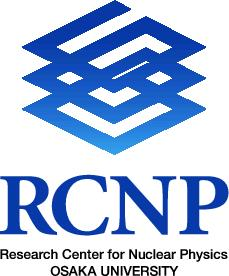 RCNP
Research Center for Nuclear Physics
OSAKA UNIVERSITY